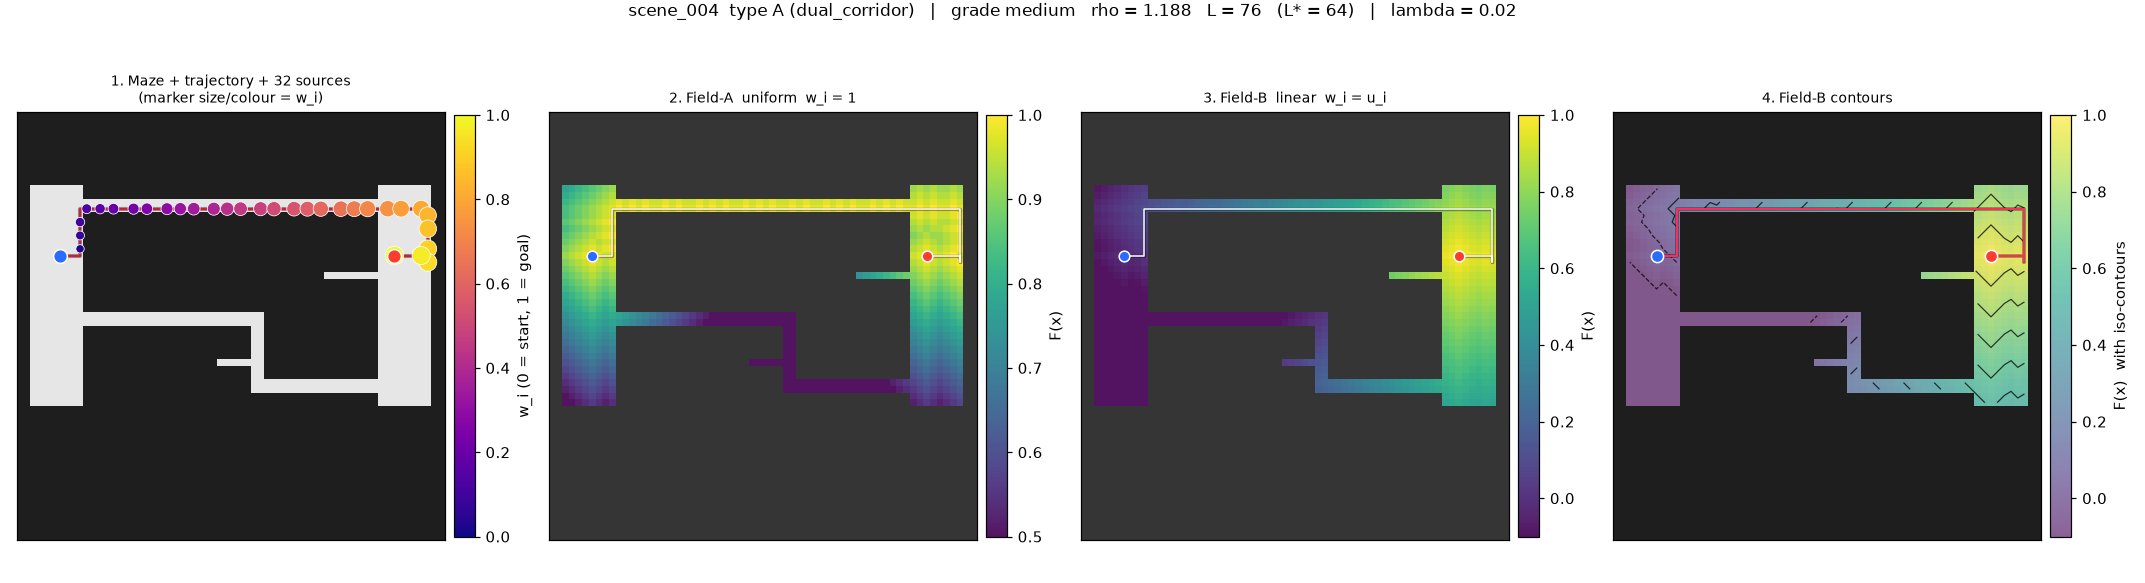 scene_004  type A (dual_corridor)   |   grade medium   rho = 1.188   L = 76   (L* = 64)   |   lambda = 0.02
1. Maze + trajectory + 32 sources
(marker size/colour = w_i)
1.0
0.8
0.6
0.4
0.2
0.0
w_i (0 = start, 1 = goal)
2. Field-A  uniform  w_i = 1
1.0
0.9
0.8
0.7
0.6
0.5
F(x)
3. Field-B  linear  w_i = u_i
1.0
0.8
0.6
0.4
0.2
0.0
F(x)
4. Field-B contours
1.0
0.8
0.6
0.4
0.2
0.0
F(x)  with iso-contours